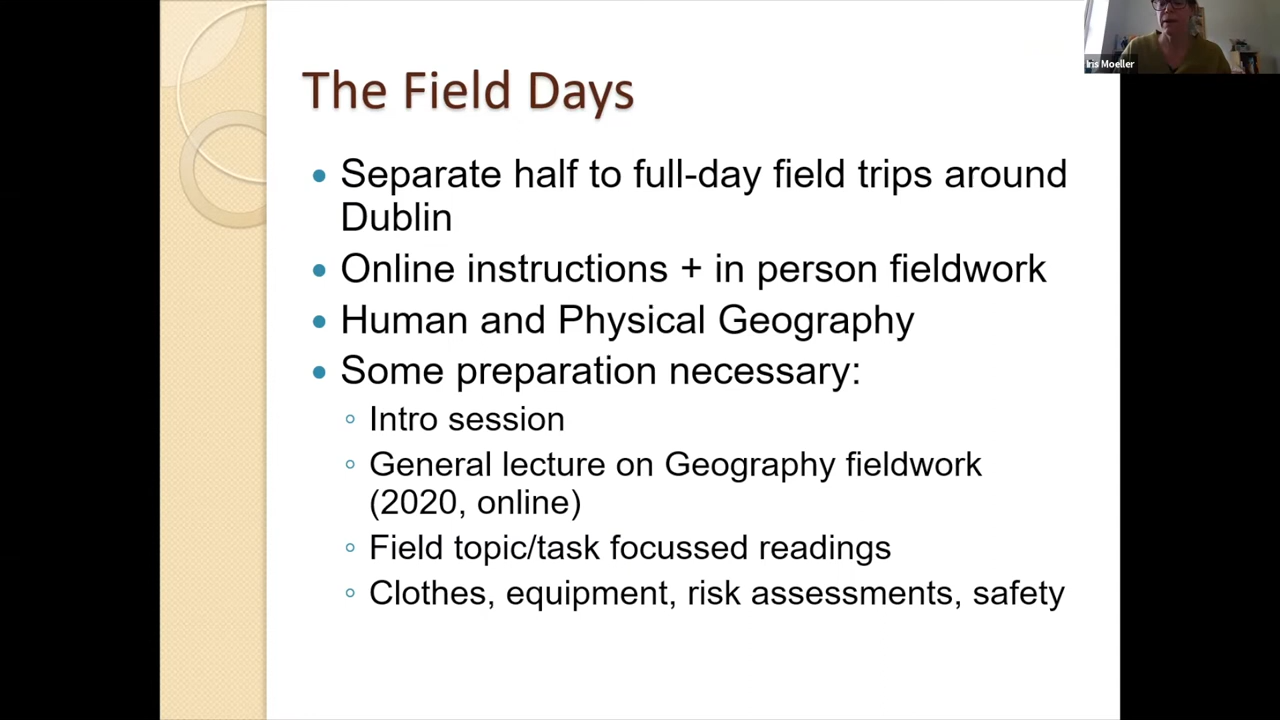 Iris Moeller
The Field Days
• Separate half to full-day field trips around
Dublin
• Online instructions + in person fieldwork
• Human and Physical Geography
• Some preparation necessary:
◦ Intro session
◦ General lecture on Geography fieldwork
(2020, online)
◦ Field topic/task focussed readings
◦ Clothes, equipment, risk assessments, safety